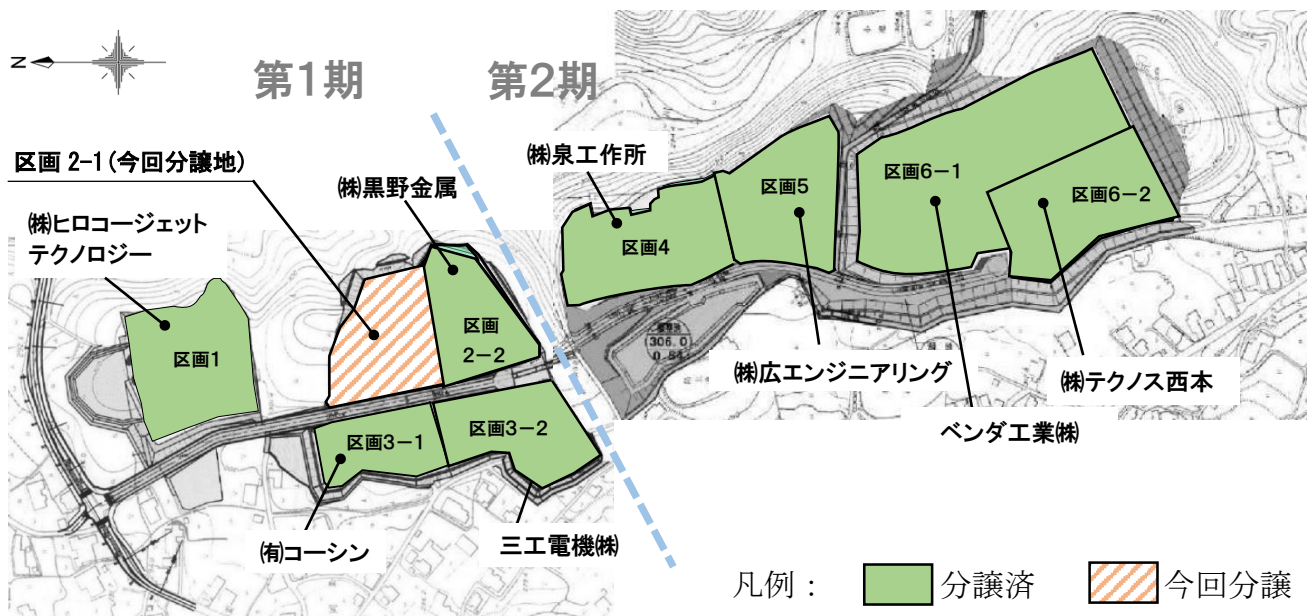 N
第1期
第2期
区画 2-1(今回分譲地)
㈱黒野金属
㈱ヒロコージェット
テクノロジー
㈱泉工作所
区画1
区画
2-2
区画3-1
区画3-2
区画4
区画5
区画6-1
区画6-2
306.0
㈱広エンジニアリング
㈱テクノス西本
ベンダ工業㈱
㈲コーシン
三工電機㈱
凡例：
分譲済
今回分譲